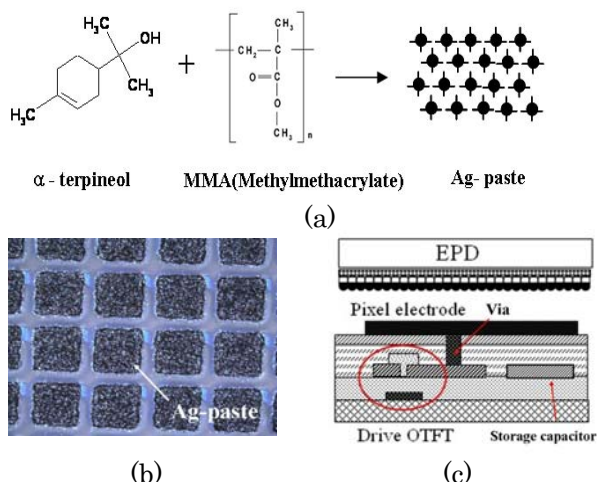 OH
CH₃
H₃C
CH₃
+
CH₃
CH₂
C
O
C
O
CH₃
n
α - terpineol
MMA(Methylmethacrylate)
Ag- paste
(a)
EPD
Pixel electrode
Via
Ag-paste
Drive OTFT
Storage capacitor
(b)
(c)